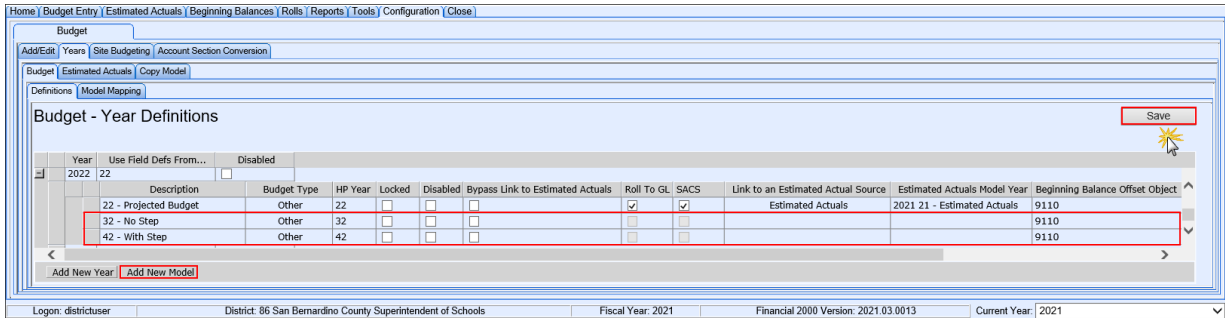 Home Budget Entry Estimated Actuals Beginning Balances Rolls Reports Tools Configuration Close
Budget
Add/Edit Years Site Budgeting Account Section Conversion
Budget Estimated Actuals Copy Model
Definitions Model Mapping
Budget - Year Definitions Save
Year Use Field Defs From... Disabled
2022 22
Description Budget Type HP Year Locked Disabled Bypass Link to Estimated Actuals Roll To GL SACS Link to an Estimated Actual Source Estimated Actuals Model Year Beginning Balance Offset Object
22 - Projected Budget Other 22 Estimated Actuals 2021 21 - Estimated Actuals 9110
32 - No Step Other 32 9110
42 - With Step Other 42 9110
Add New Year Add New Model
Logon: districtuser District: 86 San Bernardino County Superintendent of Schools Fiscal Year: 2021 Financial 2000 Version: 2021.03.0013 Current Year: 2021